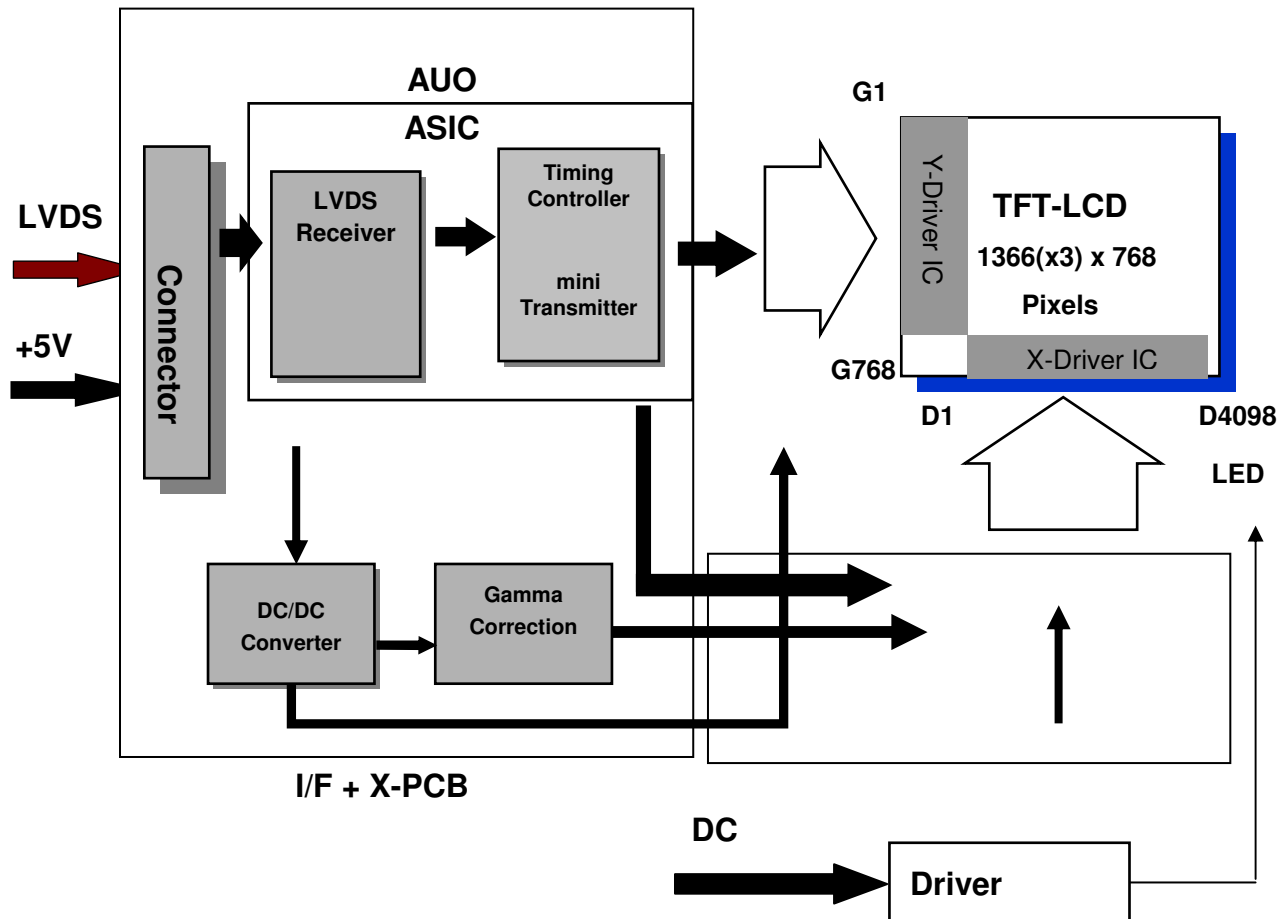 AUO
ASIC
G1
LVDS
+5V
Connector
LVDS
Receiver
Timing
Controller
mini
Transmitter
Y-Driver IC
TFT-LCD
1366(x3) x 768
Pixels
X-Driver IC
G768
D1
D4098
LED
DC/DC
Converter
Gamma
Correction
I/F + X-PCB
DC
Driver